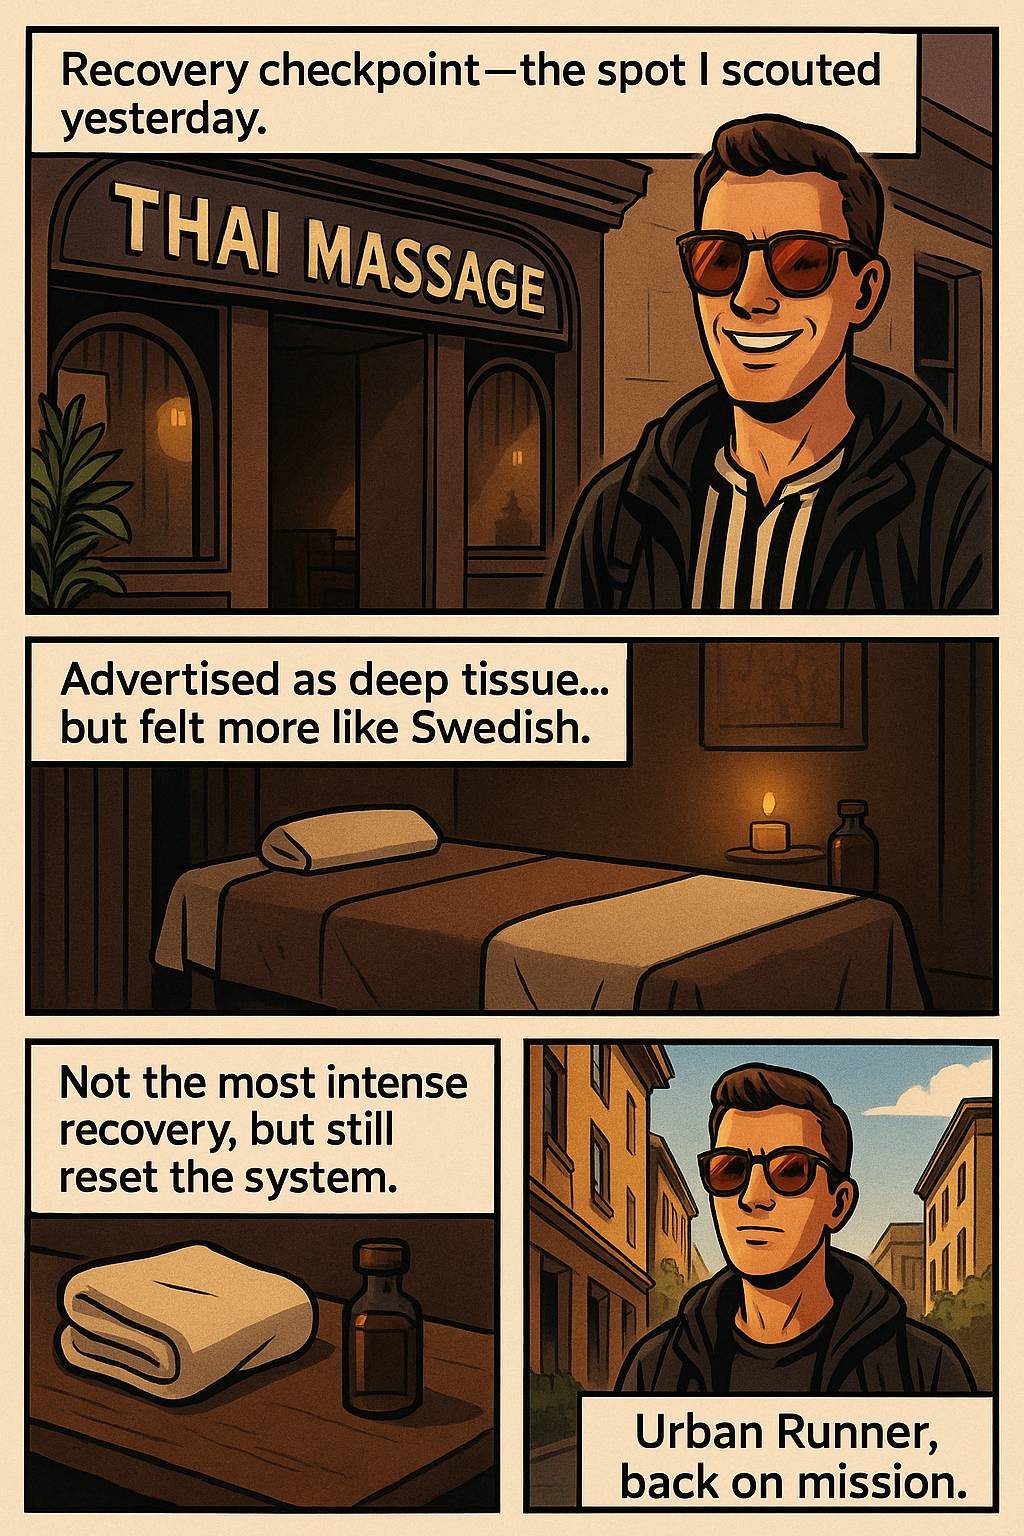 Recovery checkpoint—the spot I scouted
yesterday.
THAI MASSAGE
Advertised as deep tissue...
but felt more like Swedish.
Not the most intense
recovery, but still
reset the system.
Urban Runner,
back on mission.